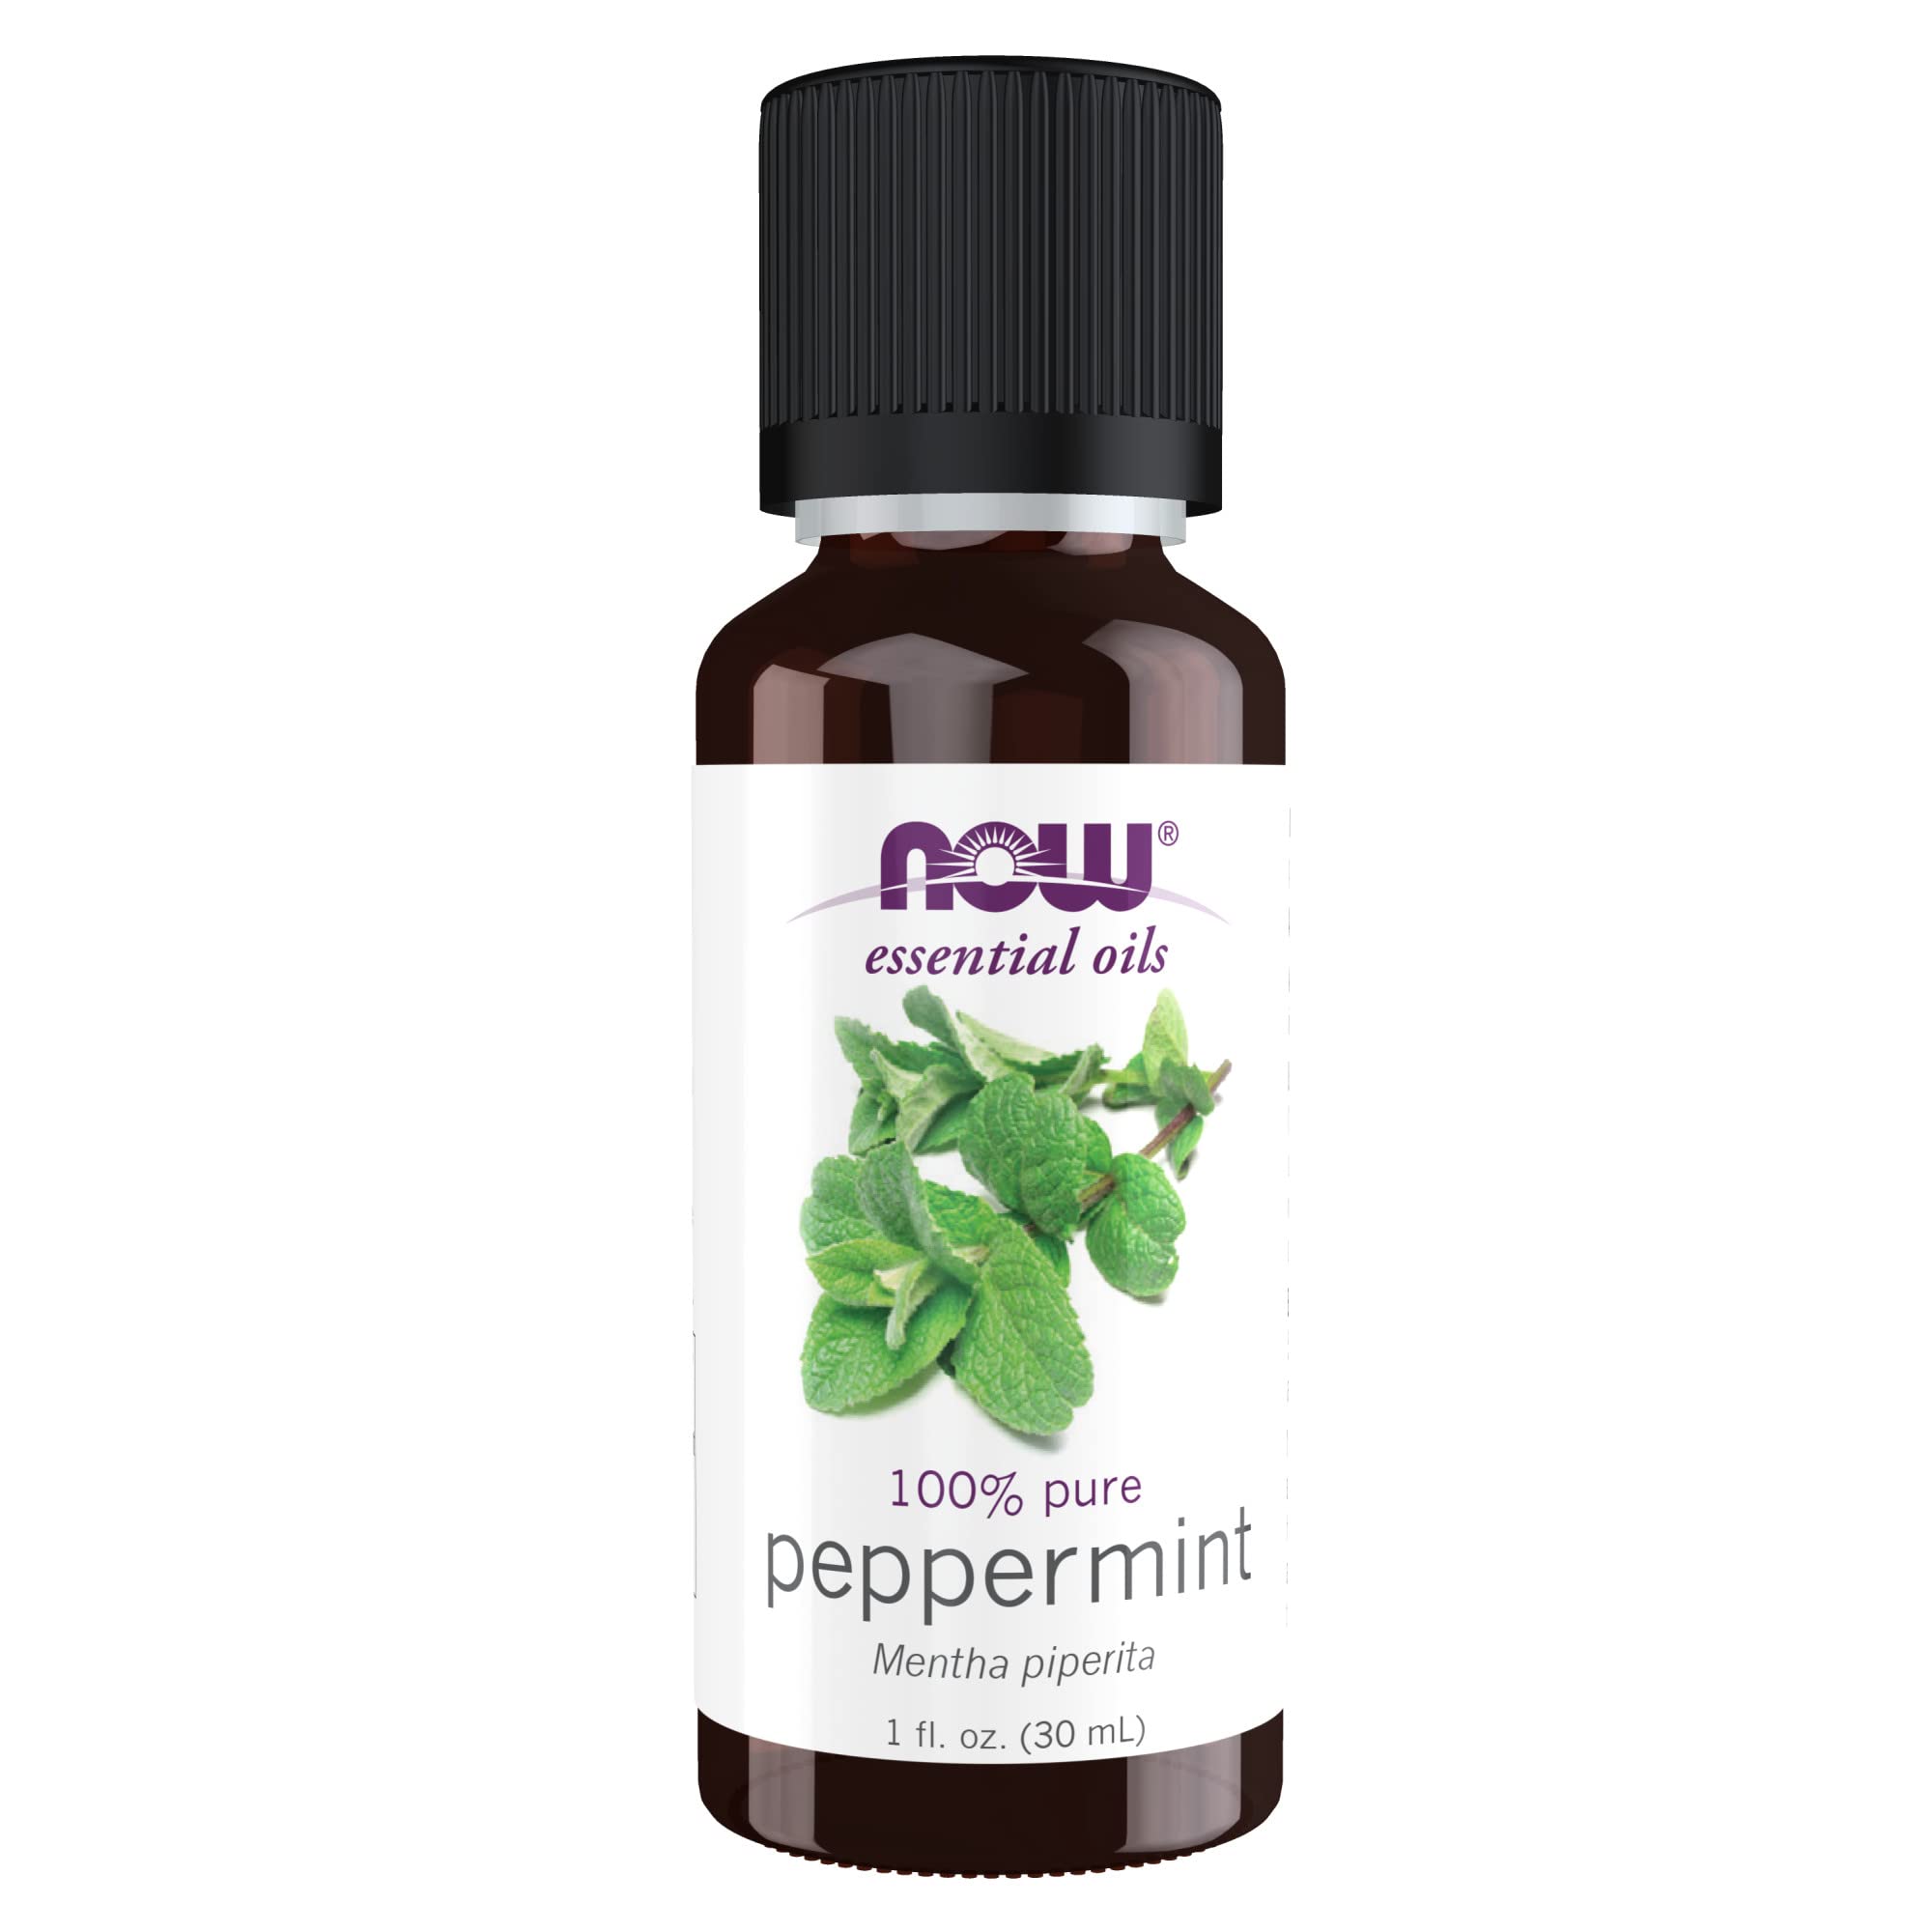 now®
essential oils
100% pure
peppermint
Mentha piperita
1 fl. oz. (30 mL)